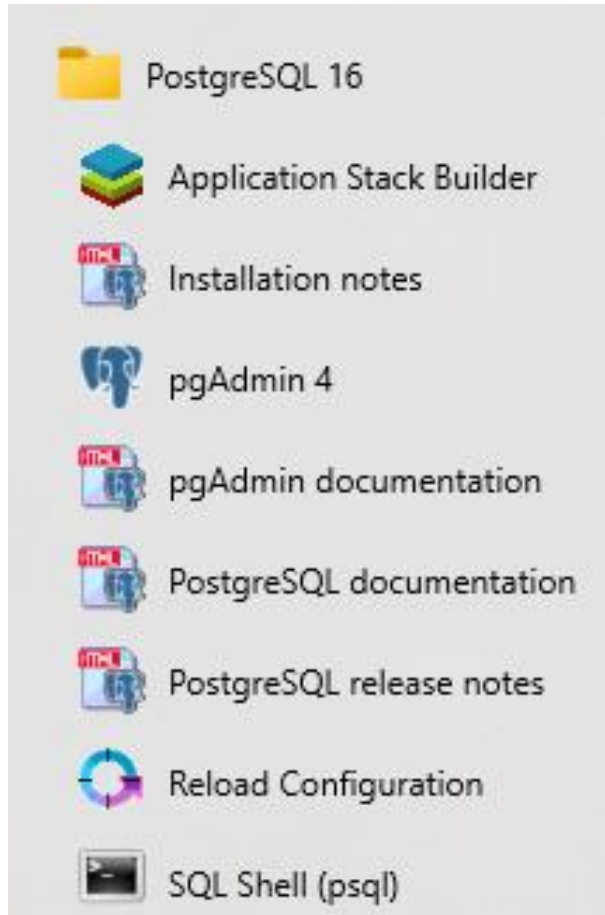 PostgreSQL 16
Application Stack Builder
Installation notes
pgAdmin 4
pgAdmin documentation
PostgreSQL documentation
PostgreSQL release notes
Reload Configuration
SQL Shell (psql)